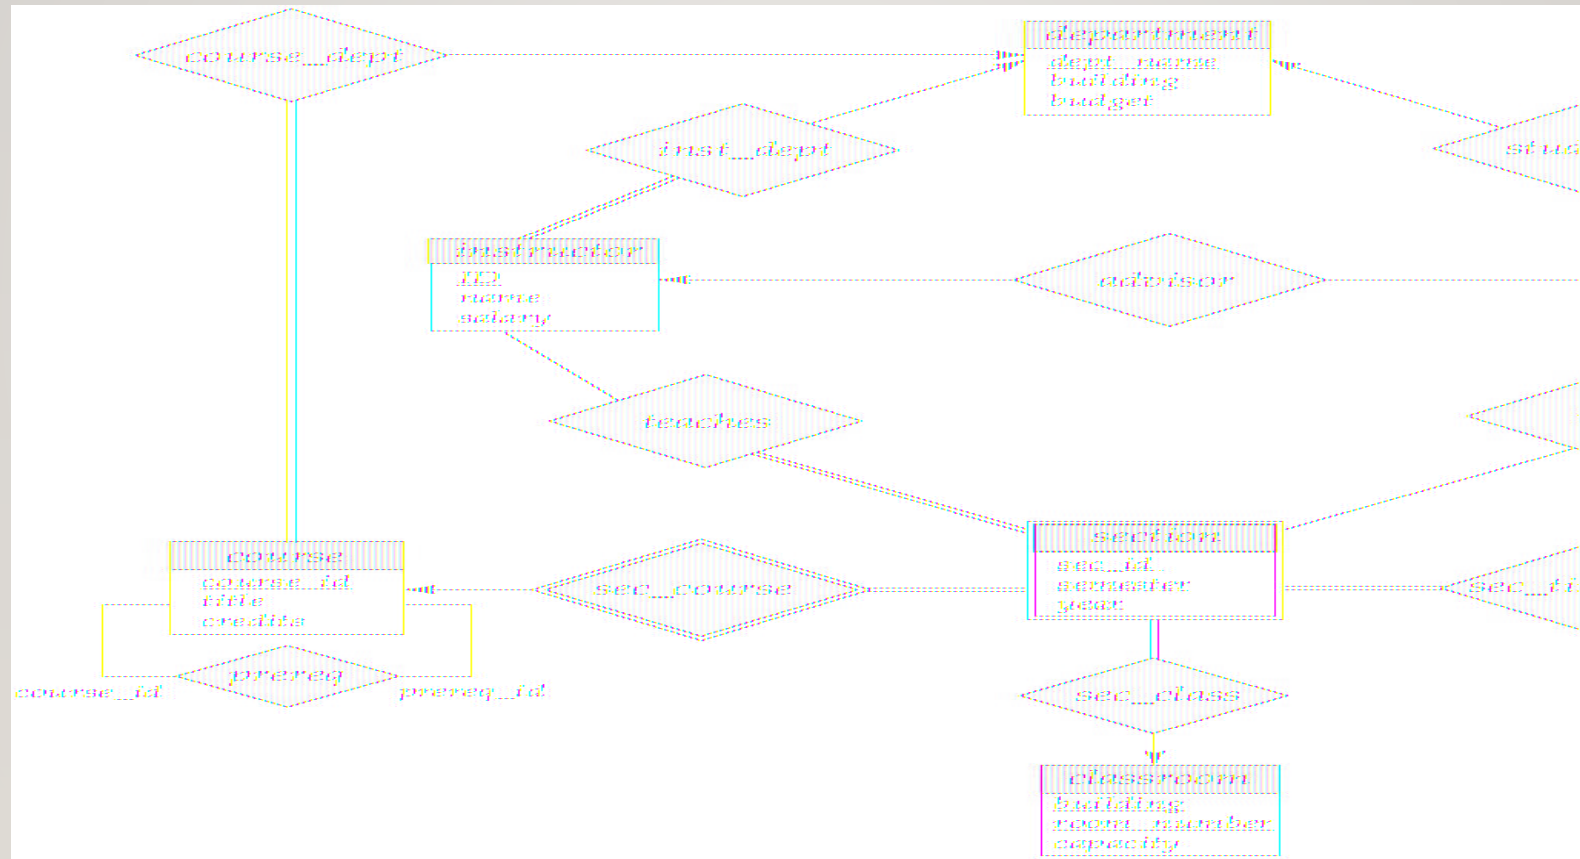 course_dept
department
dept_name
building
budget
inst_dept
stud
instructor
ID
name
salary
advisor
teaches
course
course_id
title
credits
sec_course
section
sec_id
semester
year
course_id
prereq
prereq_id
sec_class
classroom
building
room_number
capacity